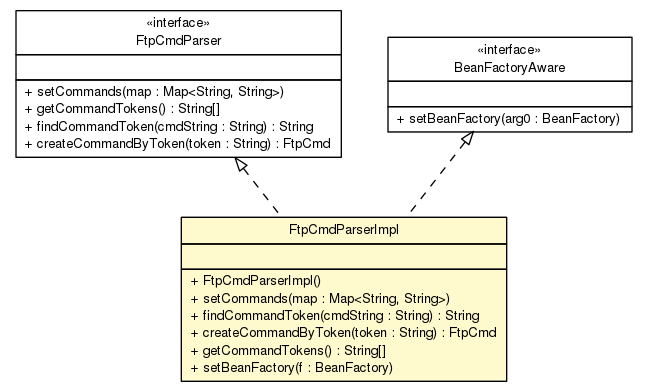 «interface»
FtpCmdParser
+ setCommands(map : Map<String, String>)
+ getCommandTokens() : String[]
+ findCommandToken(cmdString : String) : String
+ createCommandByToken(token : String) : FtpCmd
«interface»
BeanFactoryAware
+ setBeanFactory(arg0 : BeanFactory)
FtpCmdParserImpl
+ FtpCmdParserImpl()
+ setCommands(map : Map<String, String>)
+ findCommandToken(cmdString : String) : String
+ createCommandByToken(token : String) : FtpCmd
+ getCommandTokens() : String[]
+ setBeanFactory(f : BeanFactory)